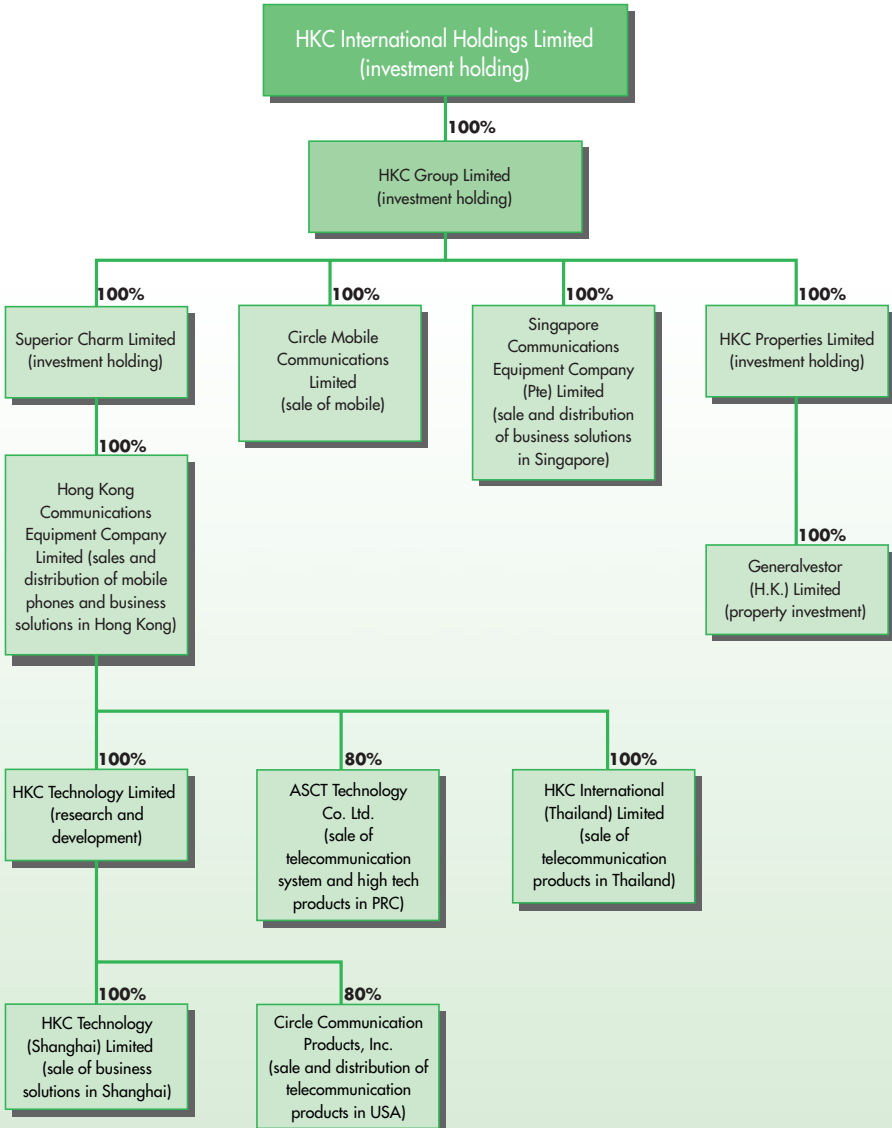 HKC International Holdings Limited
(investment holding)
100%
HKC Group Limited
(investment holding)
100%
Superior Charm Limited
(investment holding)
100%
Circle Mobile
Communications
Limited
(sale of mobile)
100%
Singapore
Communications
Equipment Company
(Pte) Limited
(sale and distribution
of business solutions
in Singapore)
100%
HKC Properties Limited
(investment holding)
100%
Hong Kong
Communications
Equipment Company
Limited (sales and
distribution of mobile
phones and business
solutions in Hong Kong)
100%
Generalvestor
(H.K.) Limited
(property investment)
100%
HKC Technology Limited
(research and
development)
80%
ASCT Technology
Co. Ltd.
(sale of
telecommunication
system and high tech
products in PRC)
100%
HKC International
(Thailand) Limited
(sale of
telecommunication
products in Thailand)
100%
HKC Technology
(Shanghai) Limited
(sale of business
solutions in Shanghai)
80%
Circle Communication
Products, Inc.
(sale and distribution of
telecommunication
products in USA)